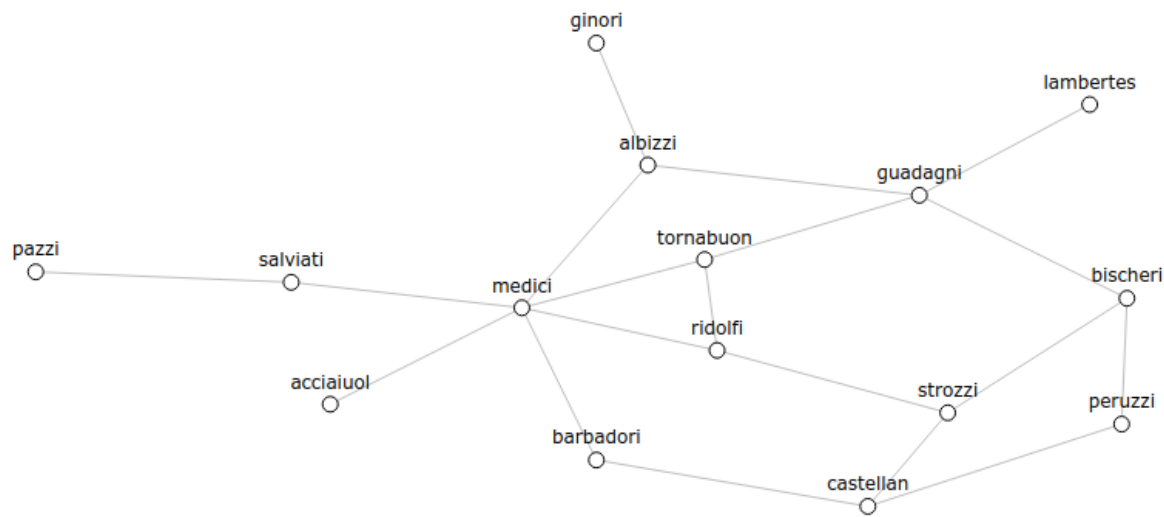 ginori
lambertes
albizzi
guadagni
tornabuon
pazzi
salviati
bischeri
medici
ridolfi
acciaiuol
strozzi
peruzzi
barbadori
castellan